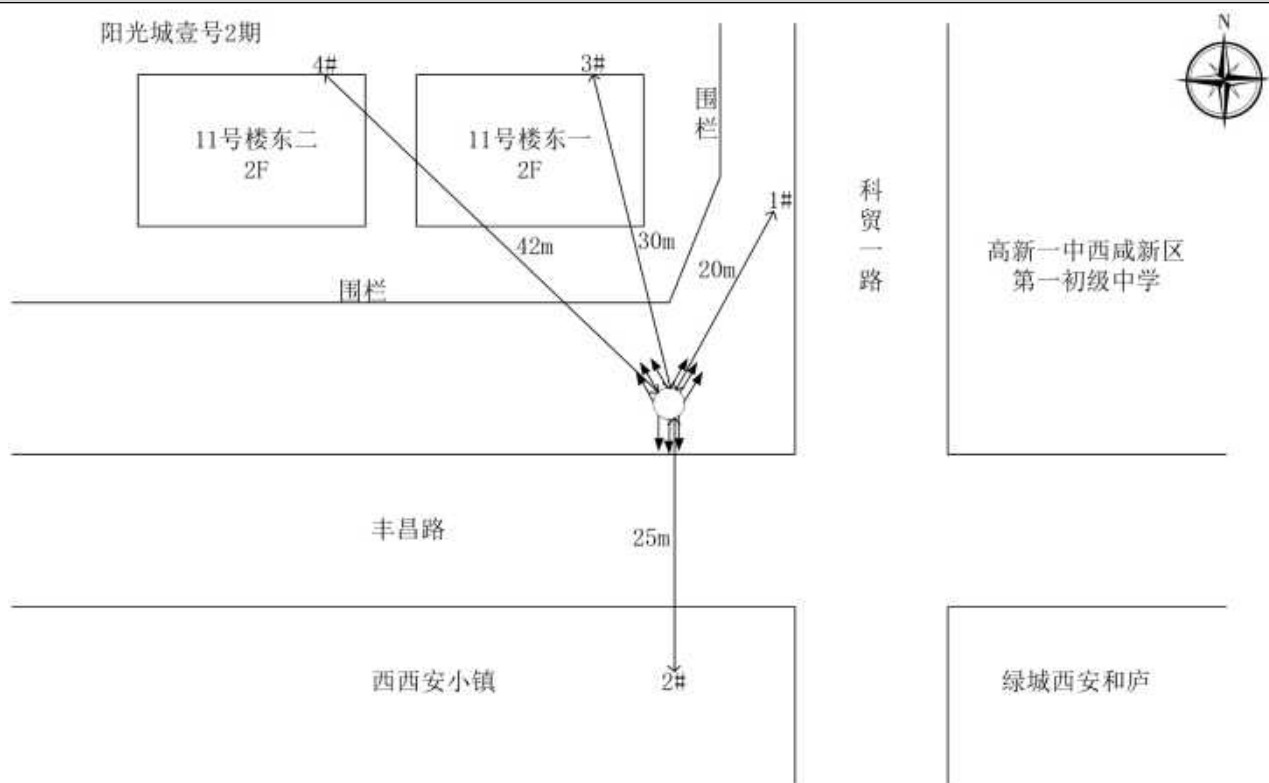 阳光城壹号2期
N
4#
3#
围栏
11号楼东二
2F
11号楼东一
2F
1#
科贸一路
42m
30m
20m
高新一中西咸新区
第一初级中学
围栏
丰昌路
25m
西西安小镇
2#
绿城西安和庐